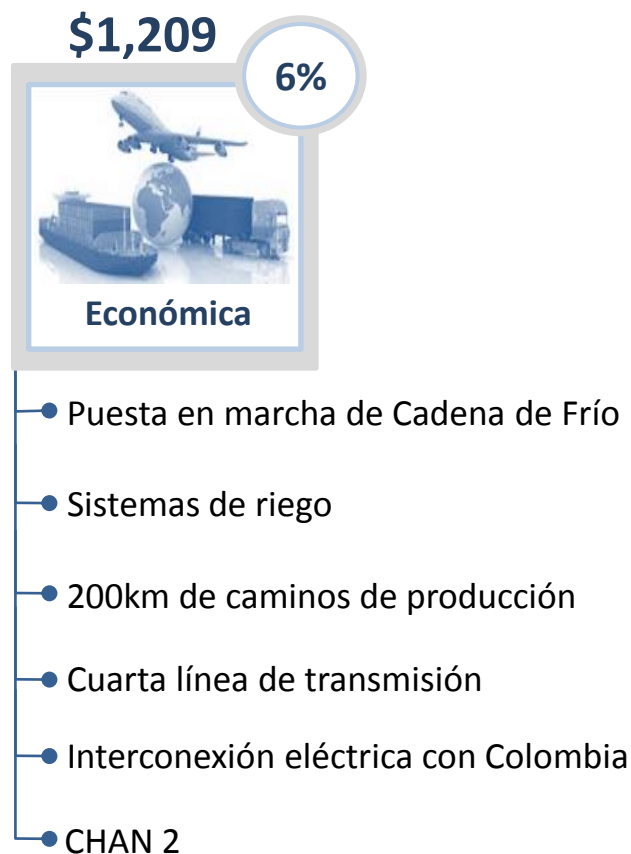 $1,209
6%
Económica
Puesta en marcha de Cadena de Frío
Sistemas de riego
200km de caminos de producción
Cuarta línea de transmisión
Interconexión eléctrica con Colombia
CHAN 2